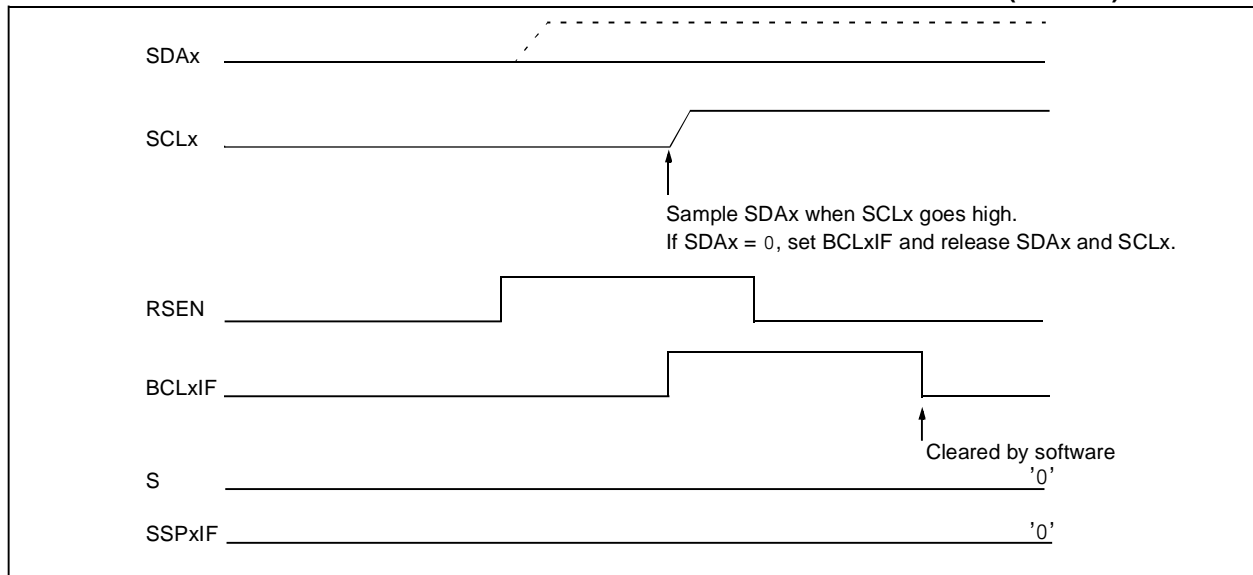 SDAx
SCLx
Sample SDAx when SCLx goes high.
If SDAx = 0, set BCLxIF and release SDAx and SCLx.
RSEN
BCLxIF
Cleared by software
S
'0'
SSPxIF
'0'